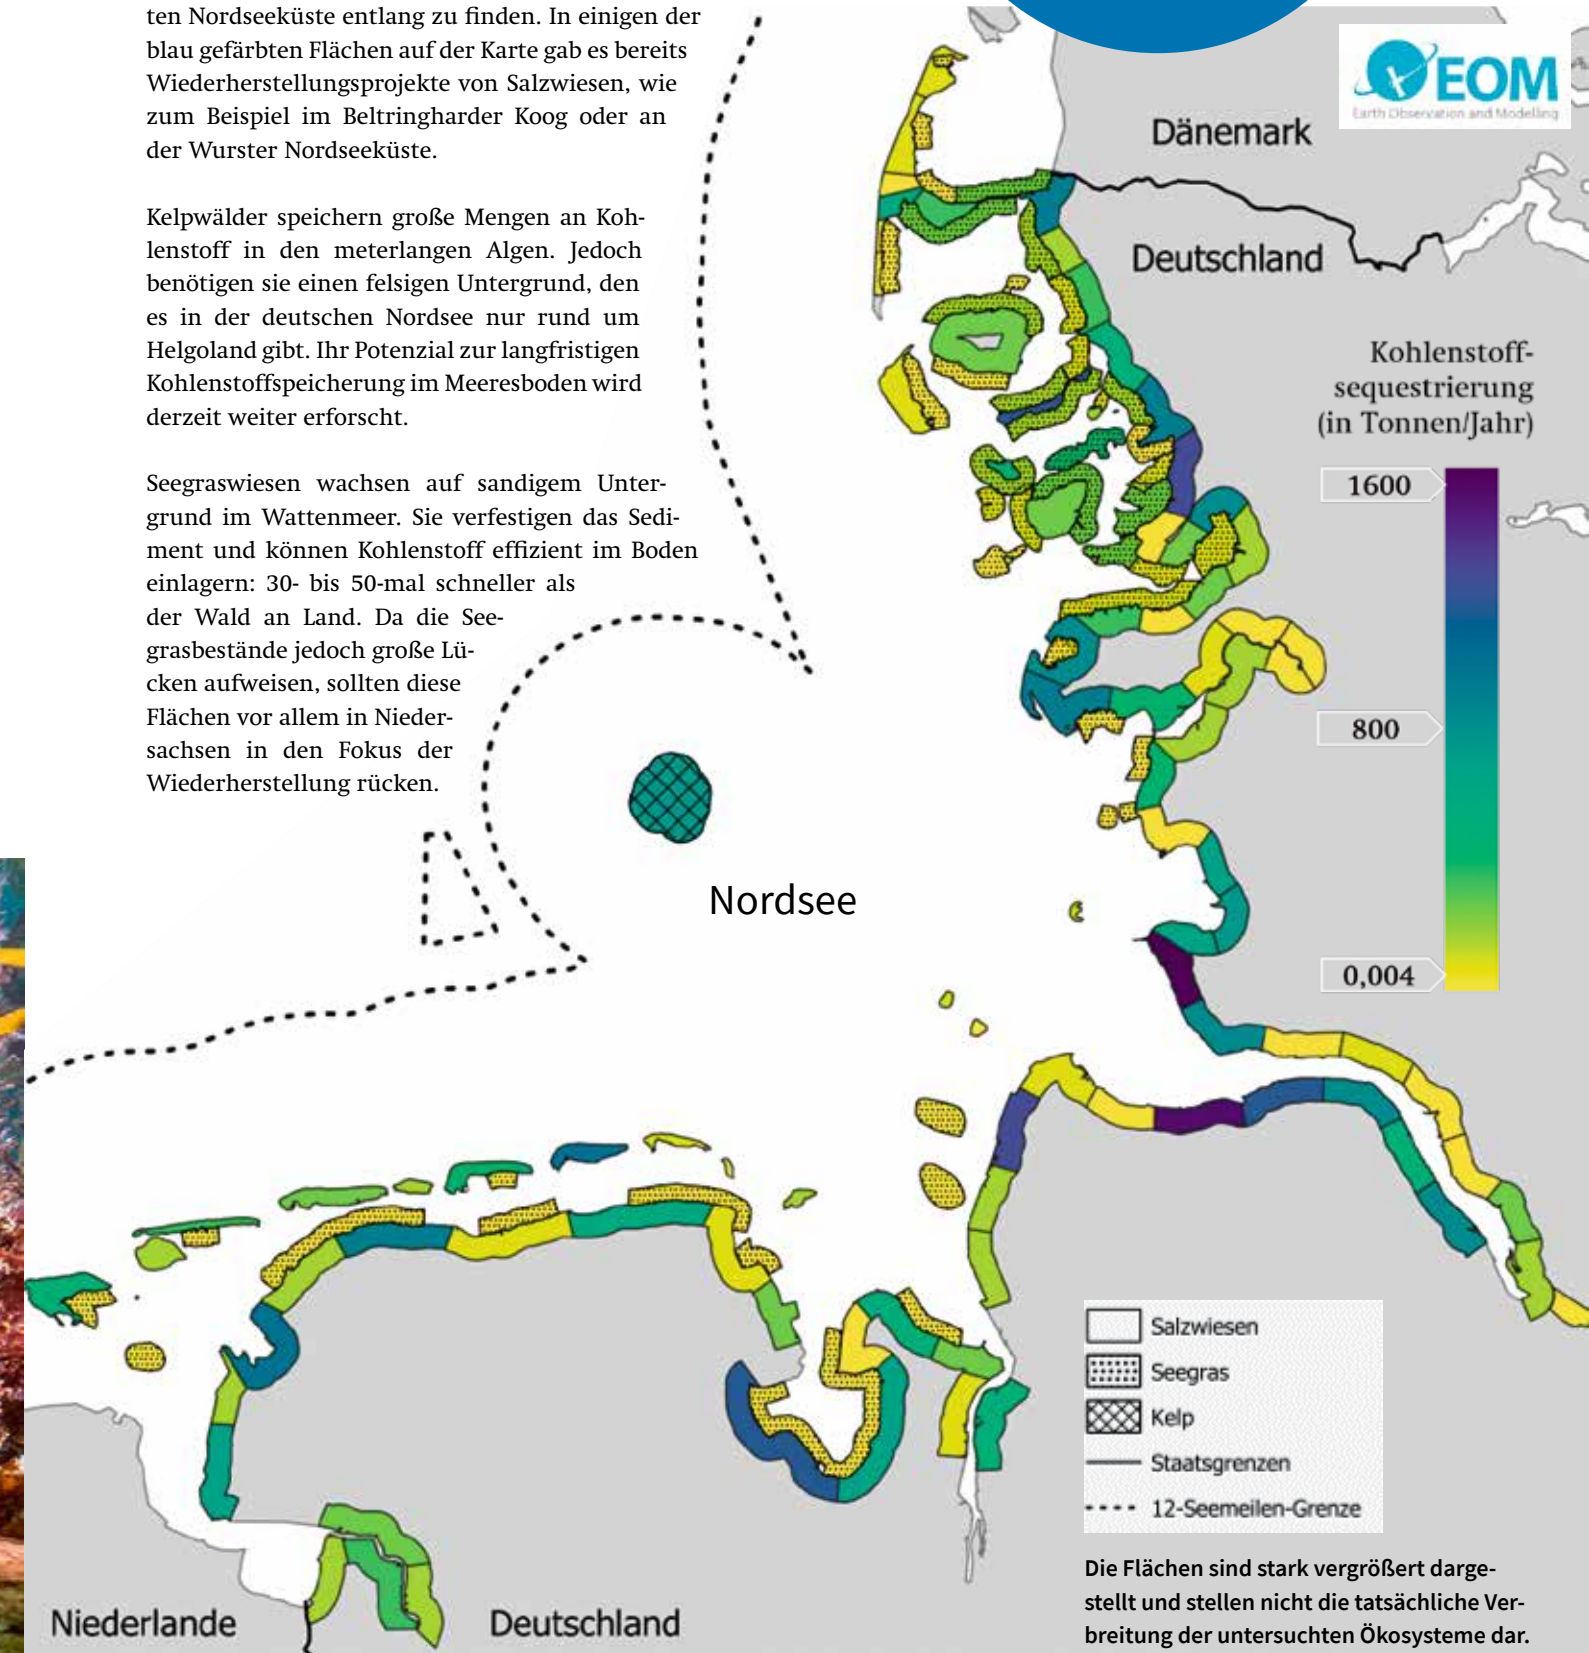 ten Nordseeküste entlang zu finden. In einigen der
blau gefärbten Flächen auf der Karte gab es bereits
Wiederherstellungsprojekte von Salzwiesen, wie
zum Beispiel im Beltringharder Koog oder an
der Wurster Nordseeküste.
Kelpwälder speichern große Mengen an Koh-
lenstoff in den meterlangen Algen. Jedoch
benötigen sie einen felsigen Untergrund, den
es in der deutschen Nordsee nur rund um
Helgoland gibt. Ihr Potenzial zur langfristigen
Kohlenstoffspeicherung im Meeresboden wird
derzeit weiter erforscht.
Seegraswiesen wachsen auf sandigem Unter-
grund im Wattenmeer. Sie verfestigen das Sedi-
ment und können Kohlenstoff effizient im Boden
einlagern: 30- bis 50-mal schneller als
der Wald an Land. Da die See-
grasbestände jedoch große Lü-
cken aufweisen, sollten diese
Flächen vor allem in Nieder-
sachsen in den Fokus der
Wiederherstellung rücken.
EOM
Earth Observation and Modelling
Dänemark
Deutschland
Kohlenstoff-
sequestrierung
(in Tonnen/Jahr)
1600
800
0,004
Nordsee
Salzwiesen
Seegras
Kelp
Staatsgrenzen
12-Seemeilen-Grenze
Niederlande
Deutschland
Die Flächen sind stark vergrößert darge-
stellt und stellen nicht die tatsächliche Ver-
breitung der untersuchten Ökosysteme dar.